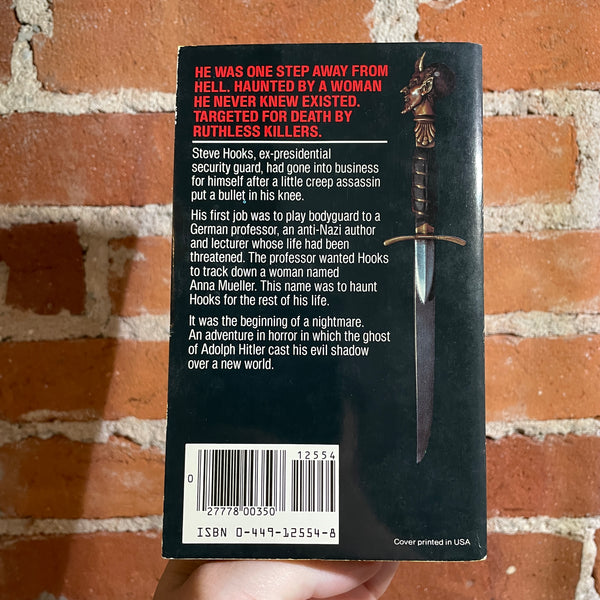 HE WAS ONE STEP AWAY FROM
HELL. HAUNTED BY A WOMAN
HE NEVER KNEW EXISTED.
TARGETED FOR DEATH BY
RUTHLESS KILLERS.
Steve Hooks, ex-presidential
security guard, had gone into business
for himself after a little creep assassin
put a bullet in his knee.
His first job was to play bodyguard to a
German professor, an anti-Nazi author
and lecturer whose life had been
threatened. The professor wanted Hooks
to track down a woman named
Anna Mueller. This name was to haunt
Hooks for the rest of his life.
It was the beginning of a nightmare.
An adventure in horror in which the ghost
of Adolph Hitler cast his evil shadow
over a new world.
12554
0
27778 00350
ISBN 0-449-12554-8
Cover printed in USA